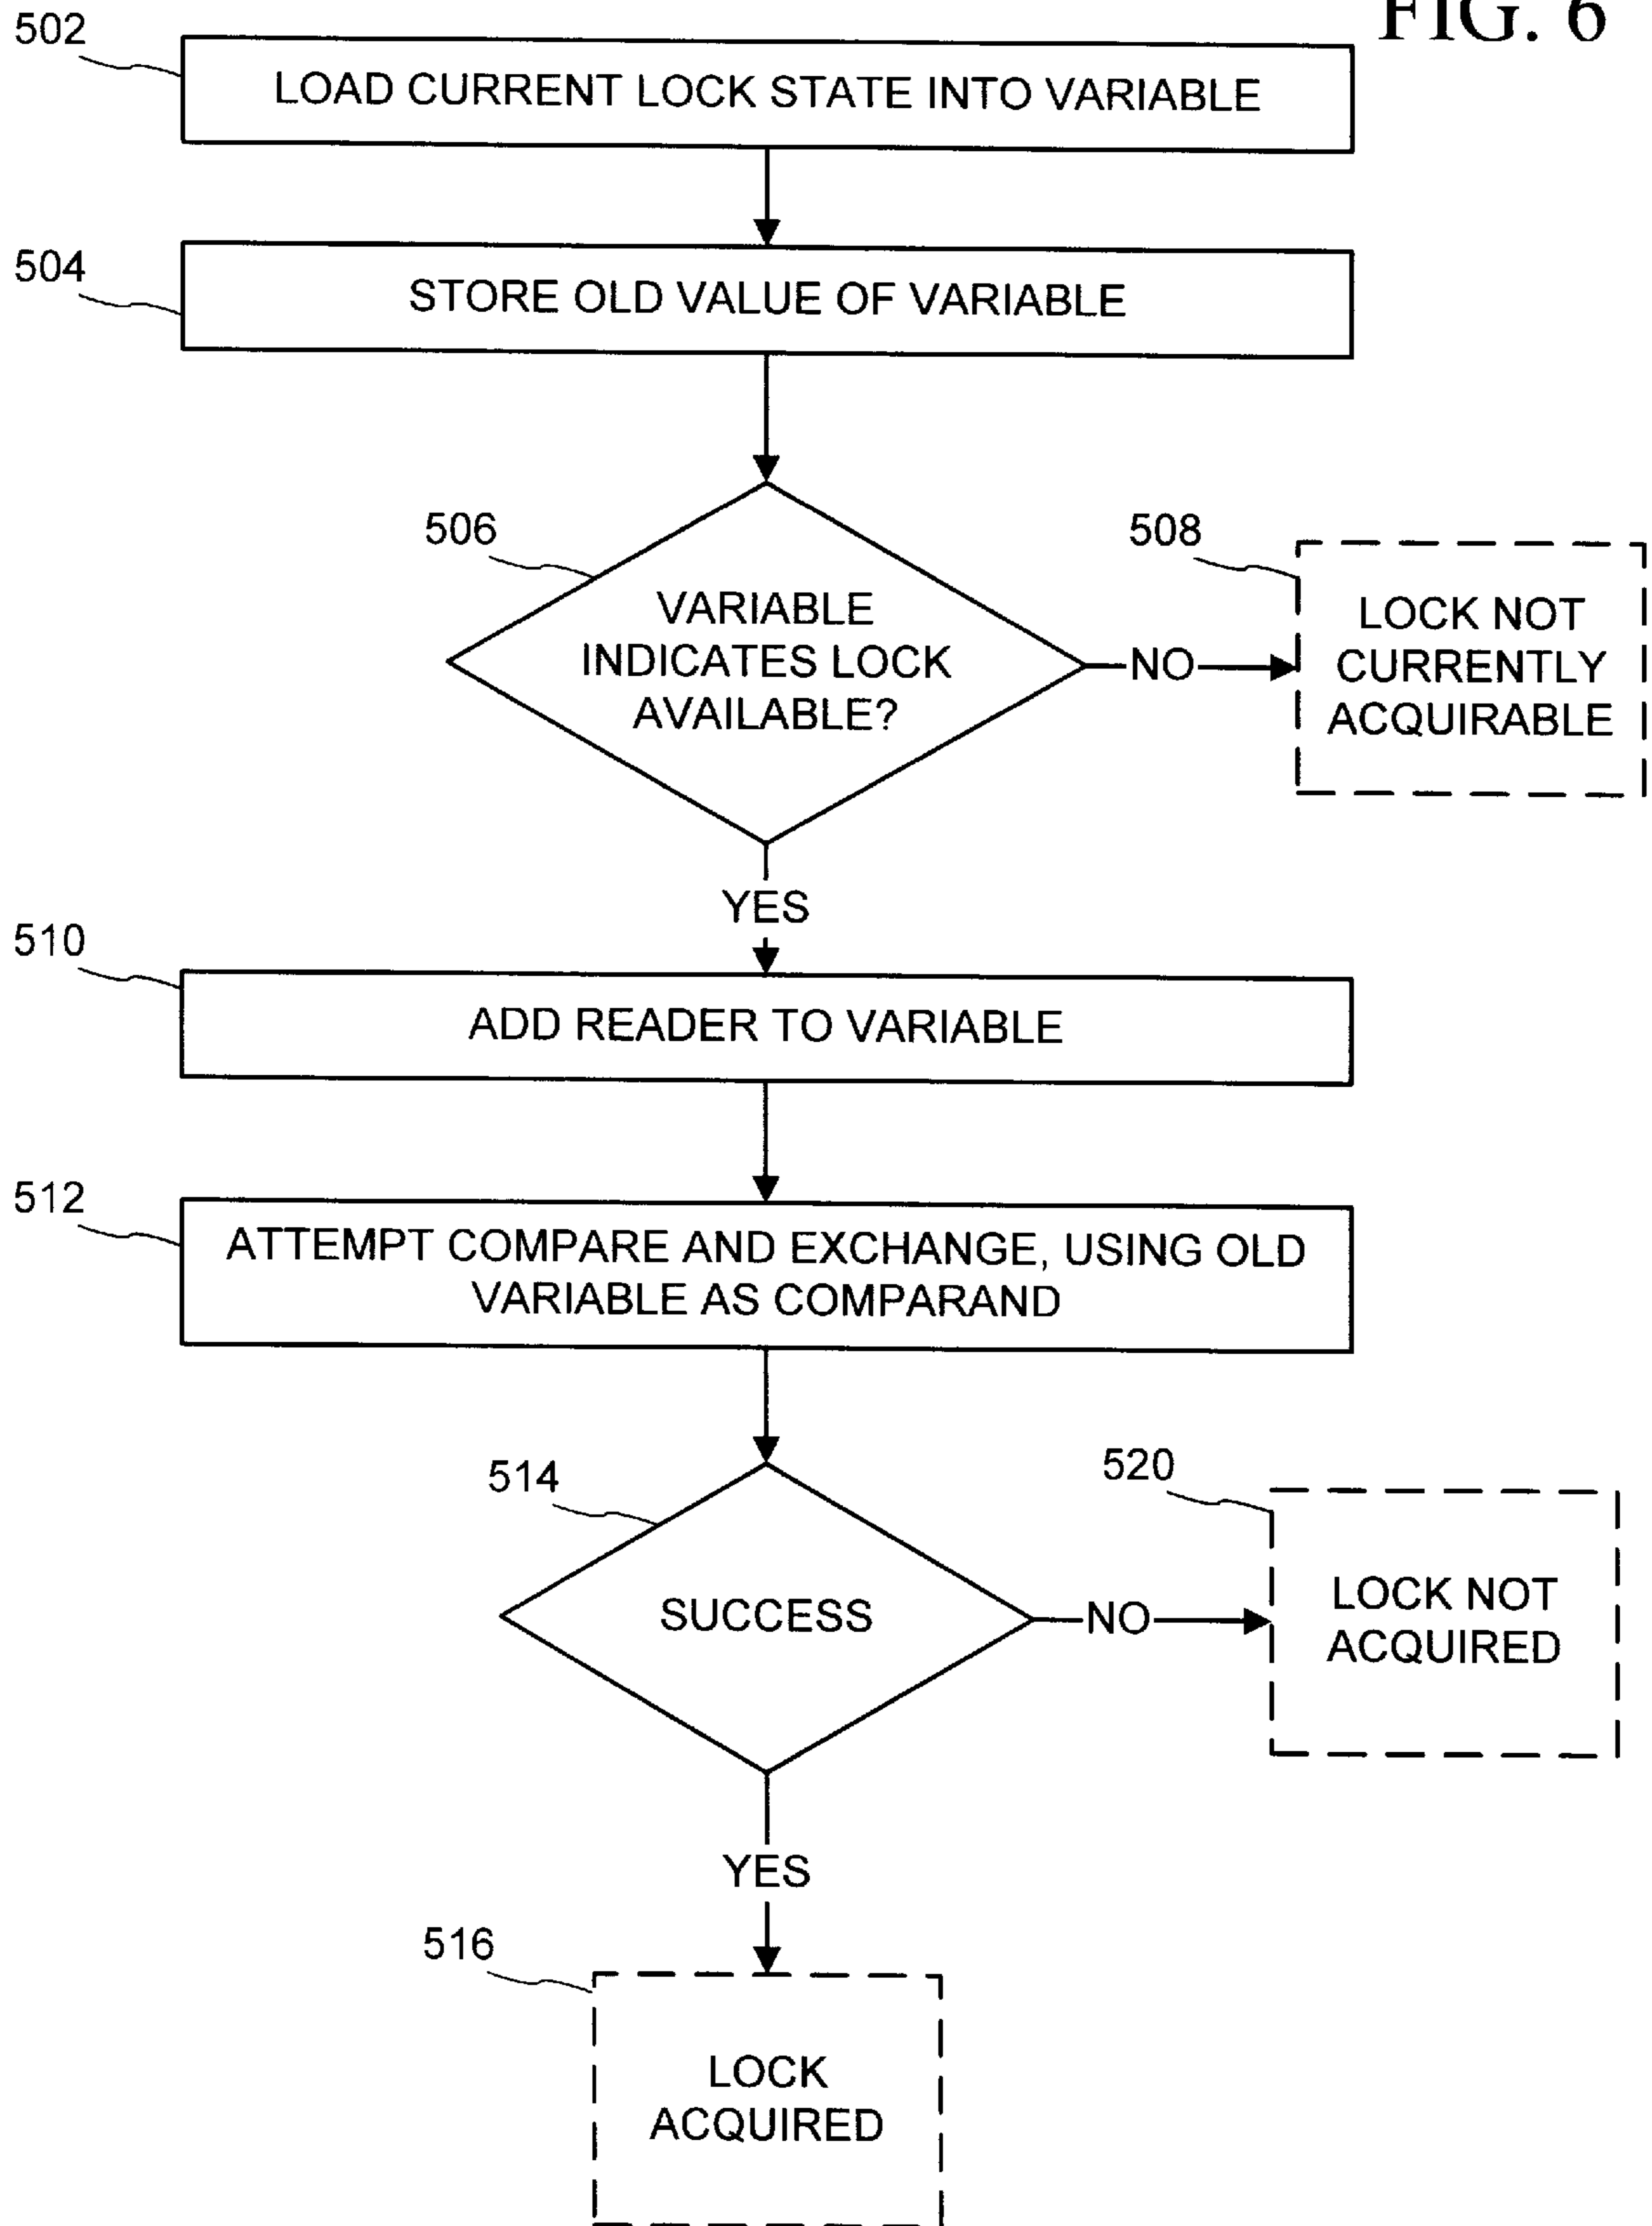 FIG. 6
502
LOAD CURRENT LOCK STATE INTO VARIABLE
504
STORE OLD VALUE OF VARIABLE
506
VARIABLE
INDICATES LOCK
AVAILABLE?
NO
508
LOCK NOT
CURRENTLY
ACQUIRABLE
YES
510
ADD READER TO VARIABLE
512
ATTEMPT COMPARE AND EXCHANGE, USING OLD
VARIABLE AS COMPARAND
514
SUCCESS
NO
520
LOCK NOT
ACQUIRED
YES
516
LOCK
ACQUIRED